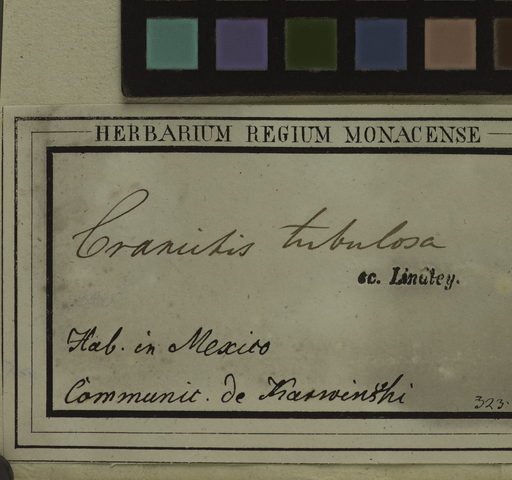 HERBARIUM REGIUM MONACENSE
Cranichis tubulosa
ec. Lindley.
Hab. in Mexico
Communic. de Karwinski
323